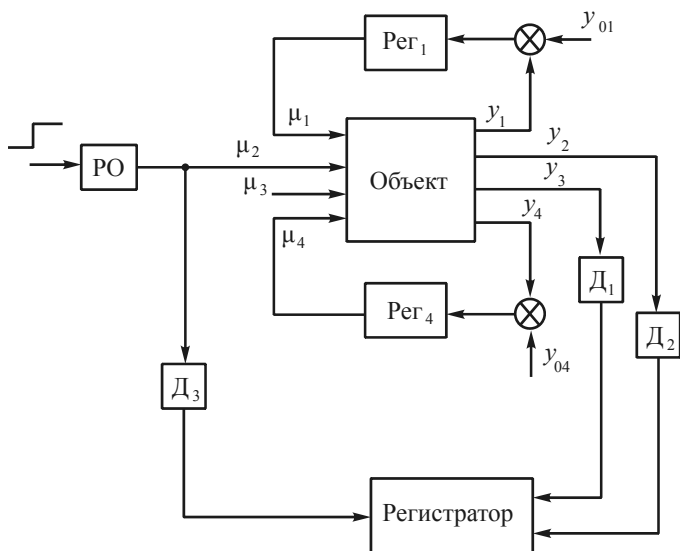 Рег₁
y₀₁
μ₁
y₁
РО
μ₂
y₂
Объект
y₃
μ₃
y₄
μ₄
Д₁
Рег₄
Д₂
y₀₄
Д₃
Регистратор